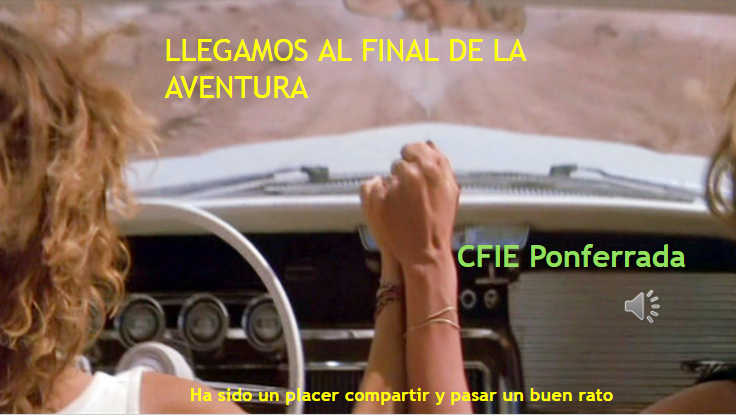 LLEGAMOS AL FINAL DE LA
AVENTURA
CFIE Ponferrada
Ha sido un placer compartir y pasar un buen rato